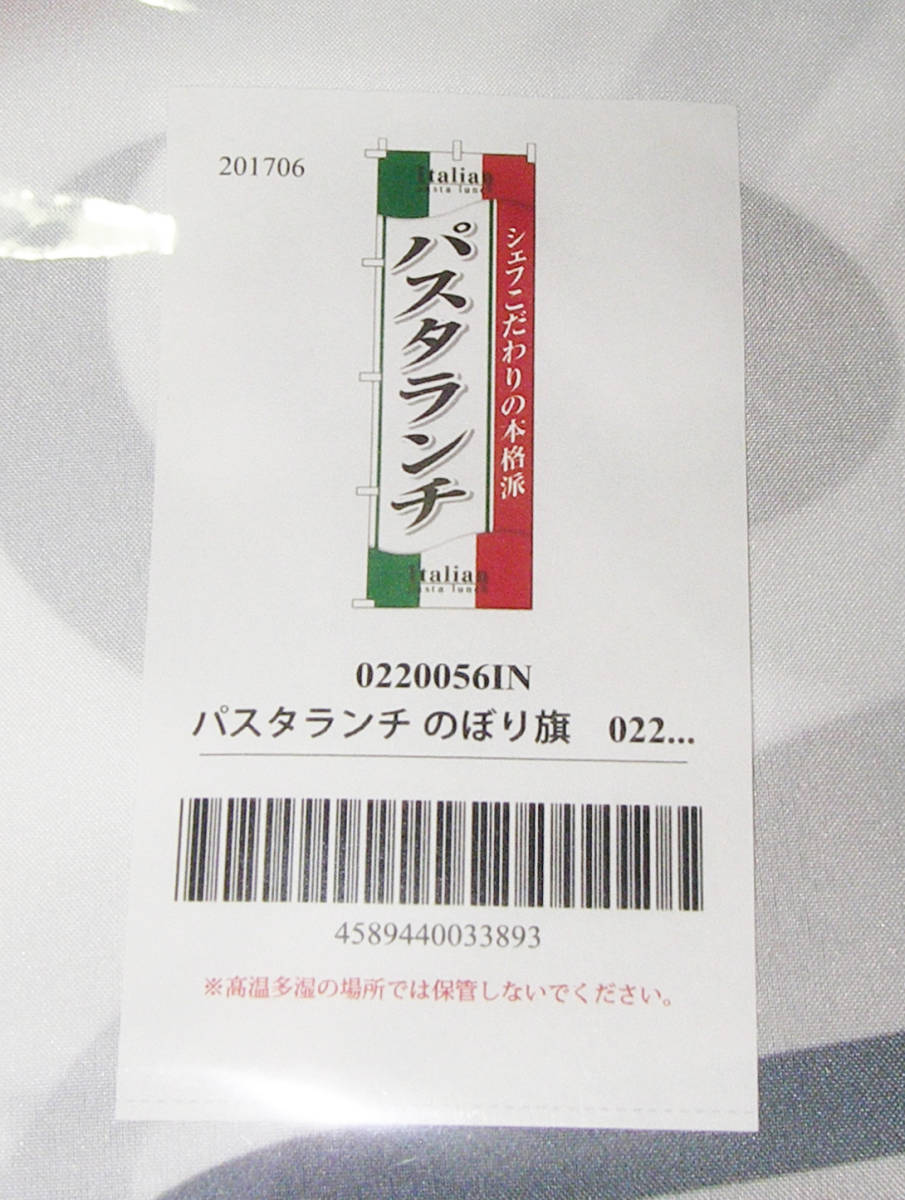 201706
Italian
pasta lunch
シェフこだわりの本格派
パスタランチ
Italian
pasta lunch
0220056IN
パスタランチ のぼり旗　022...
4589440033893
※高温多湿の場所では保管しないでください。